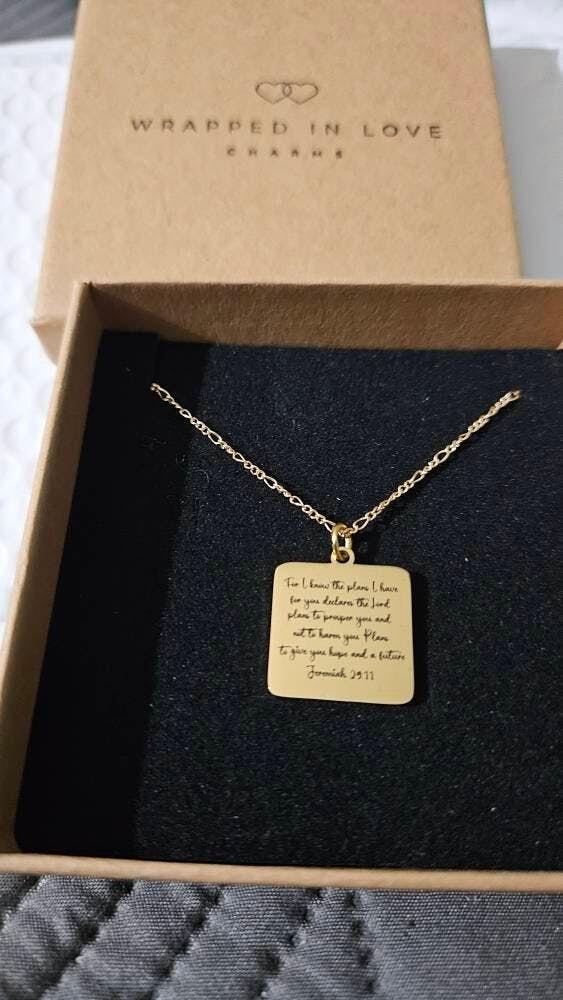 WRAPPED IN LOVE
CHARMS
For I know the plans I have
for you declares the Lord
plans to prosper you and
not to harm you Plans
to give you hope and a future
Jeremiah 29:11